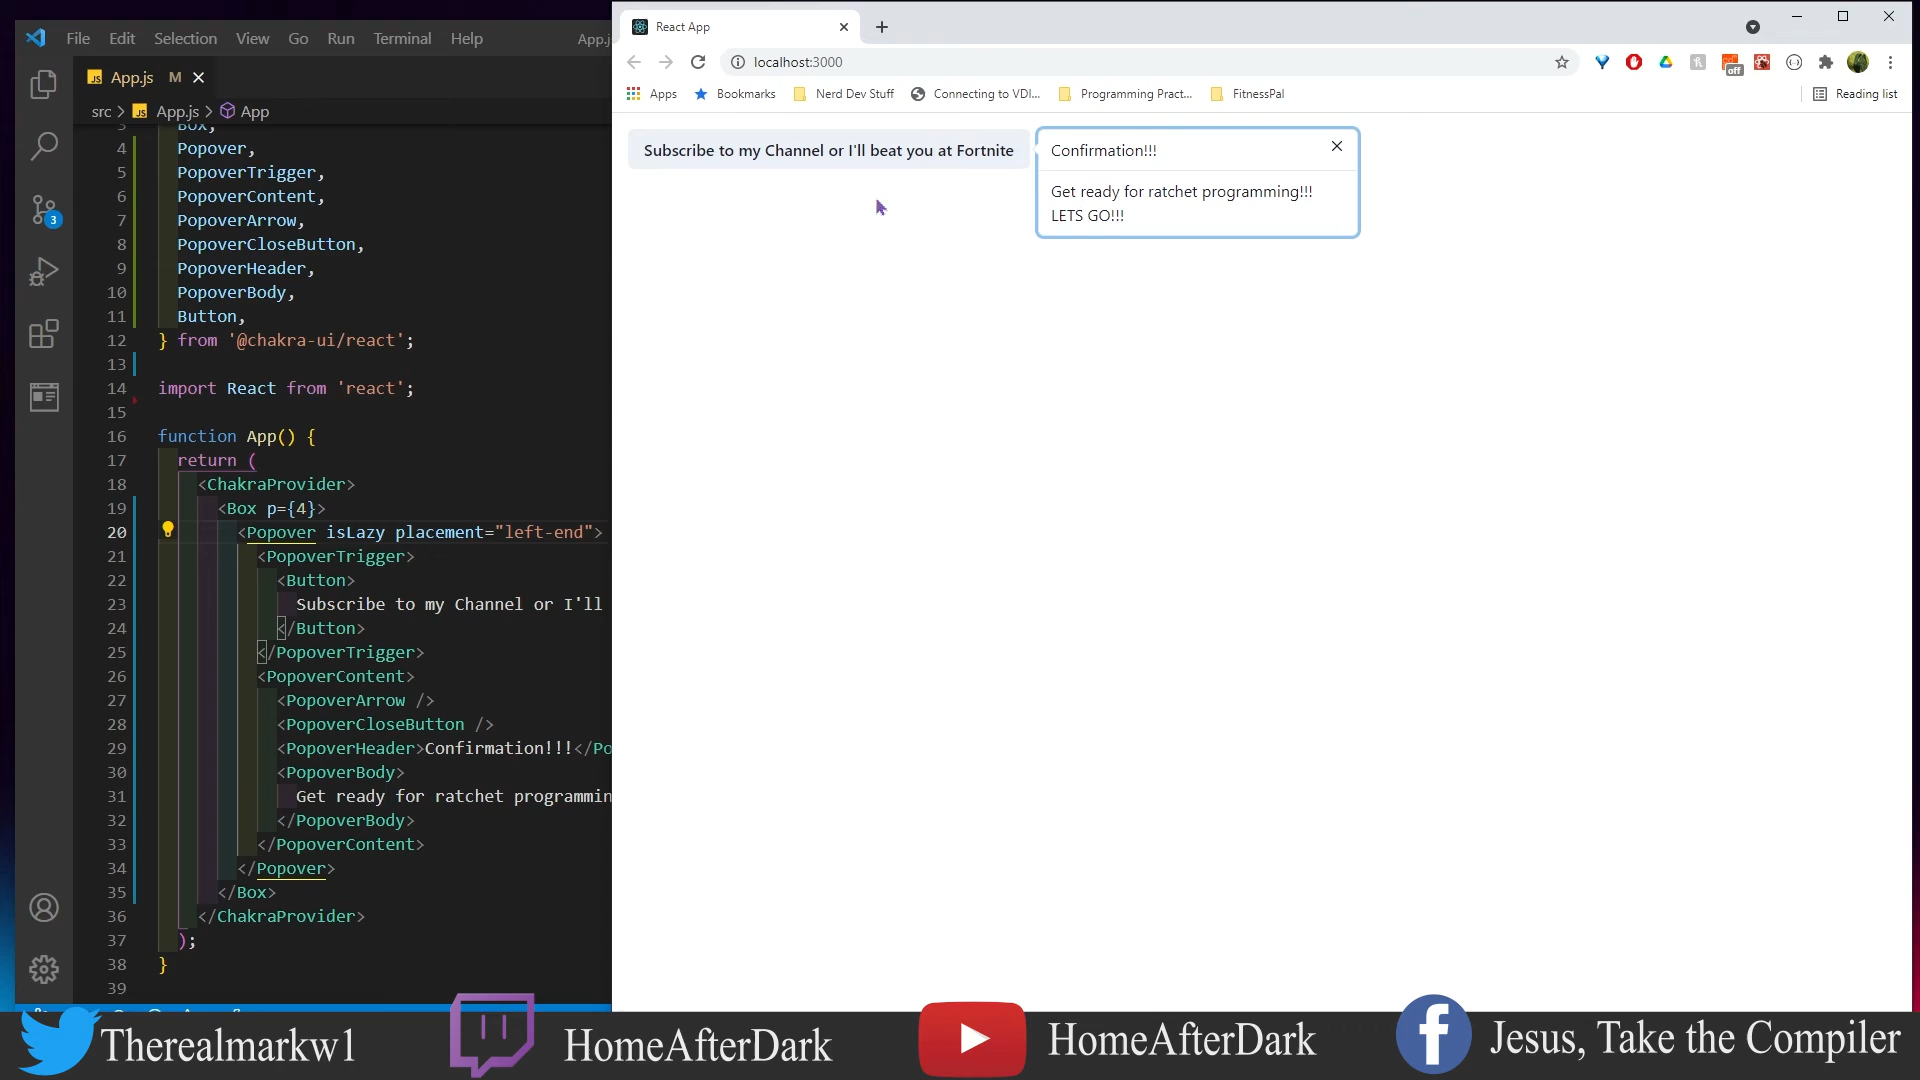 File Edit Selection View Go Run Terminal Help App.j
App.js M
src > App.js > App
3 Box,
4 Popover,
5 PopoverTrigger,
6 PopoverContent,
7 PopoverArrow,
8 PopoverCloseButton,
9 PopoverHeader,
10 PopoverBody,
11 Button,
12 } from '@chakra-ui/react';
13
14 import React from 'react';
15
16 function App() {
17 return (
18 <ChakraProvider>
19 <Box p={4}>
20 <Popover isLazy placement="left-end">
21 <PopoverTrigger>
22 <Button>
23 Subscribe to my Channel or I'll
24 </Button>
25 </PopoverTrigger>
26 <PopoverContent>
27 <PopoverArrow />
28 <PopoverCloseButton />
29 <PopoverHeader>Confirmation!!!</Po
30 <PopoverBody>
31 Get ready for ratchet programmin
32 </PopoverBody>
33 </PopoverContent>
34 </Popover>
35 </Box>
36 </ChakraProvider>
37 );
38 }
39
3
React App
localhost:3000
off
Apps Bookmarks Nerd Dev Stuff Connecting to VDI... Programming Pract... FitnessPal Reading list
Subscribe to my Channel or I'll beat you at Fortnite
Confirmation!!!
Get ready for ratchet programming!!!
LETS GO!!!
Therealmarkw1 HomeAfterDark HomeAfterDark Jesus, Take the Compiler